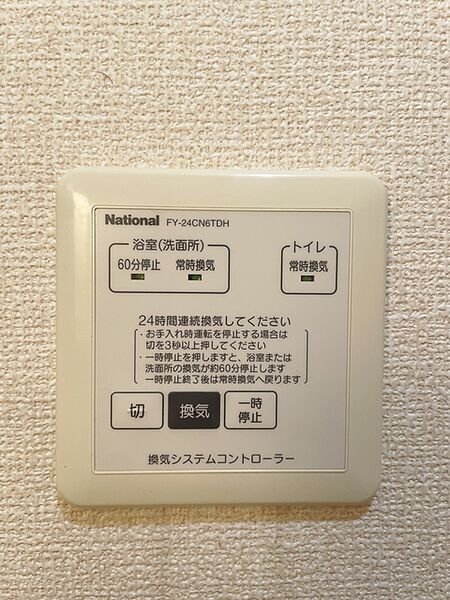 National FY-24CN6TDH
浴室(洗面所)
トイレ
60分停止 常時換気
常時換気
24時間連続換気してください
・お手入れ時運転を停止する場合は
切を3秒以上押してください
・一時停止を押しますと、浴室または
洗面所の換気が約60分停止します
一時停止終了後は常時換気へ戻ります
切
換気
一時
停止
換気システムコントローラー